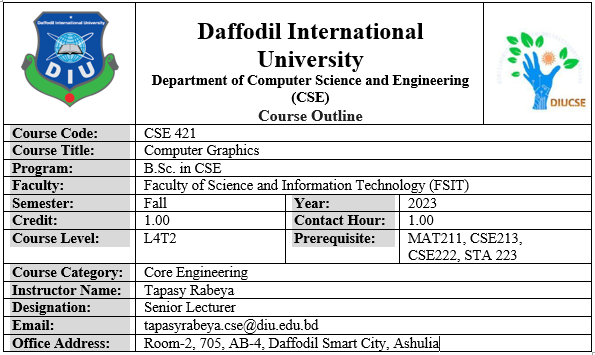 Daffodil International University
DIU
Daffodil International
University
Department of Computer Science and Engineering
(CSE)
Course Outline
DIUCSE
Course Code: CSE 421
Course Title: Computer Graphics
Program: B.Sc. in CSE
Faculty: Faculty of Science and Information Technology (FSIT)
Semester: Fall Year: 2023
Credit: 1.00 Contact Hour: 1.00
Course Level: L4T2 Prerequisite: MAT211, CSE213,
CSE222, STA 223
Course Category: Core Engineering
Instructor Name: Tapasy Rabeya
Designation: Senior Lecturer
Email: tapasyrabeya.cse@diu.edu.bd
Office Address: Room-2, 705, AB-4, Daffodil Smart City, Ashulia